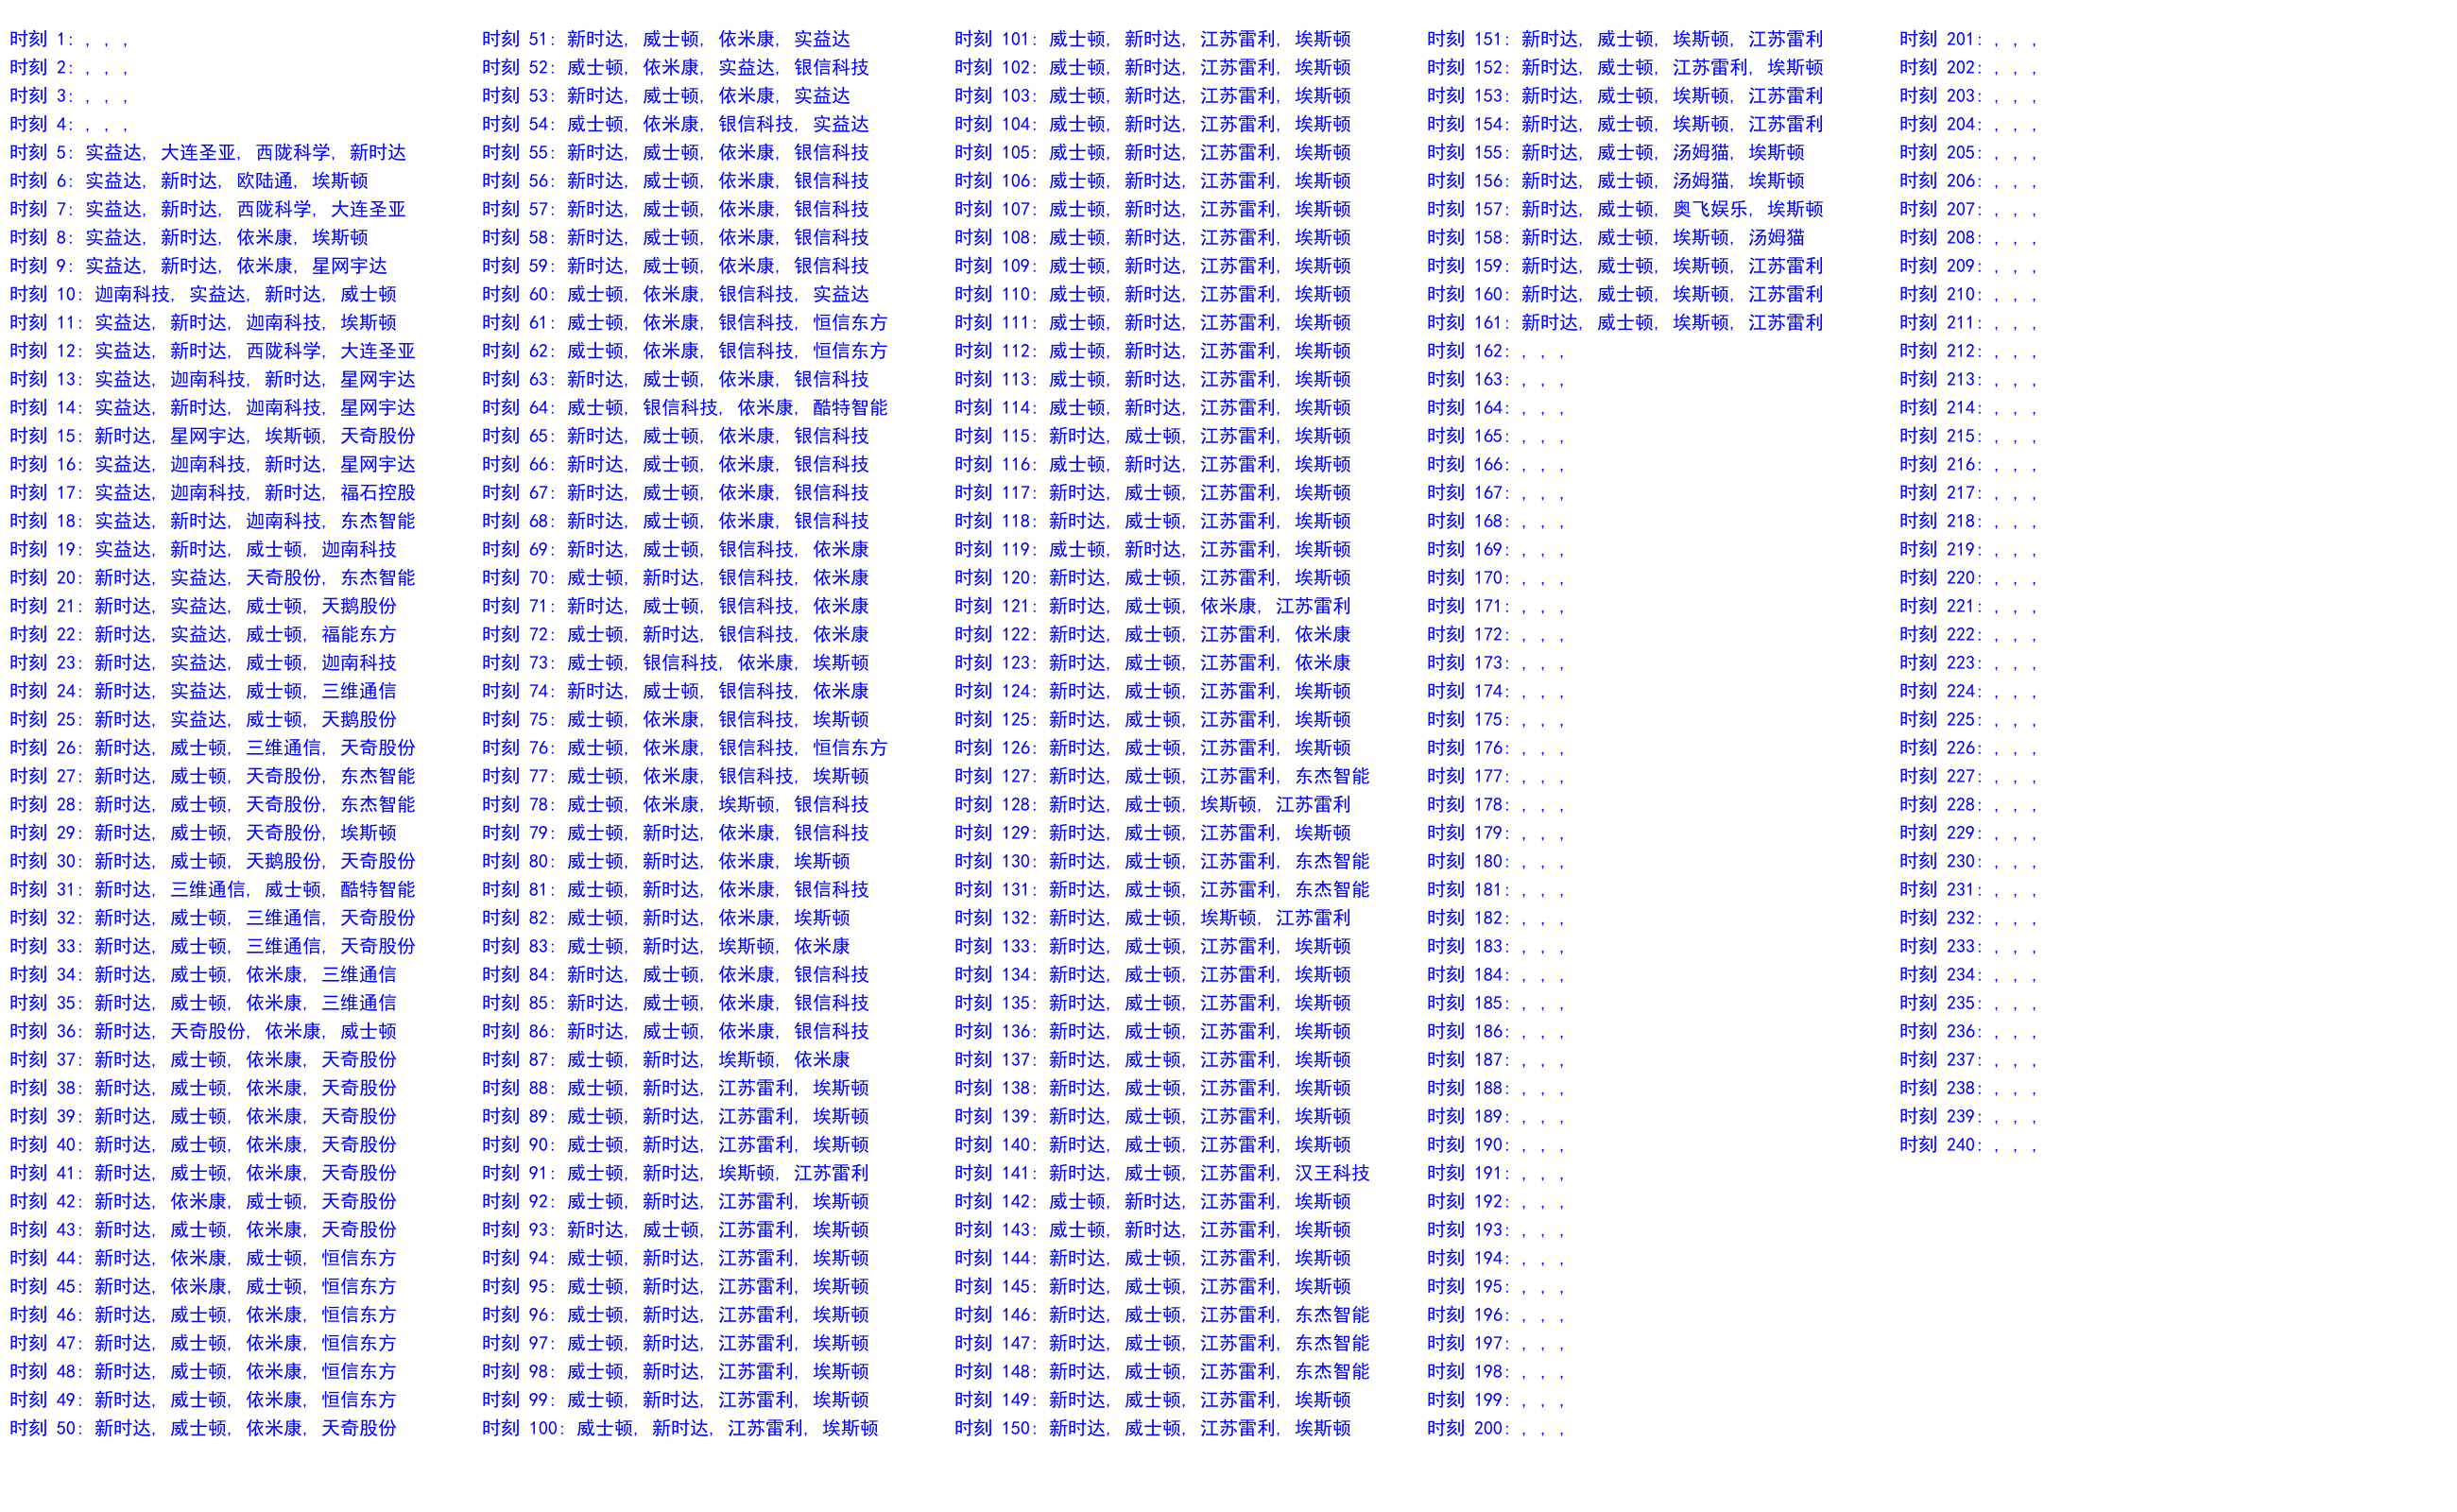 时刻 1: , , ,
时刻 2: , , ,
时刻 3: , , ,
时刻 4: , , ,
时刻 5: 实益达, 大连圣亚, 西陇科学, 新时达
时刻 6: 实益达, 新时达, 欧陆通, 埃斯顿
时刻 7: 实益达, 新时达, 西陇科学, 大连圣亚
时刻 8: 实益达, 新时达, 依米康, 埃斯顿
时刻 9: 实益达, 新时达, 依米康, 星网宇达
时刻 10: 迦南科技, 实益达, 新时达, 威士顿
时刻 11: 实益达, 新时达, 迦南科技, 埃斯顿
时刻 12: 实益达, 新时达, 西陇科学, 大连圣亚
时刻 13: 实益达, 迦南科技, 新时达, 星网宇达
时刻 14: 实益达, 新时达, 迦南科技, 星网宇达
时刻 15: 新时达, 星网宇达, 埃斯顿, 天奇股份
时刻 16: 实益达, 迦南科技, 新时达, 星网宇达
时刻 17: 实益达, 迦南科技, 新时达, 福石控股
时刻 18: 实益达, 新时达, 迦南科技, 东杰智能
时刻 19: 实益达, 新时达, 威士顿, 迦南科技
时刻 20: 新时达, 实益达, 天奇股份, 东杰智能
时刻 21: 新时达, 实益达, 威士顿, 天鹅股份
时刻 22: 新时达, 实益达, 威士顿, 福能东方
时刻 23: 新时达, 实益达, 威士顿, 迦南科技
时刻 24: 新时达, 实益达, 威士顿, 三维通信
时刻 25: 新时达, 实益达, 威士顿, 天鹅股份
时刻 26: 新时达, 威士顿, 三维通信, 天奇股份
时刻 27: 新时达, 威士顿, 天奇股份, 东杰智能
时刻 28: 新时达, 威士顿, 天奇股份, 东杰智能
时刻 29: 新时达, 威士顿, 天奇股份, 埃斯顿
时刻 30: 新时达, 威士顿, 天鹅股份, 天奇股份
时刻 31: 新时达, 三维通信, 威士顿, 酷特智能
时刻 32: 新时达, 威士顿, 三维通信, 天奇股份
时刻 33: 新时达, 威士顿, 三维通信, 天奇股份
时刻 34: 新时达, 威士顿, 依米康, 三维通信
时刻 35: 新时达, 威士顿, 依米康, 三维通信
时刻 36: 新时达, 天奇股份, 依米康, 威士顿
时刻 37: 新时达, 威士顿, 依米康, 天奇股份
时刻 38: 新时达, 威士顿, 依米康, 天奇股份
时刻 39: 新时达, 威士顿, 依米康, 天奇股份
时刻 40: 新时达, 威士顿, 依米康, 天奇股份
时刻 41: 新时达, 威士顿, 依米康, 天奇股份
时刻 42: 新时达, 依米康, 威士顿, 天奇股份
时刻 43: 新时达, 威士顿, 依米康, 天奇股份
时刻 44: 新时达, 依米康, 威士顿, 恒信东方
时刻 45: 新时达, 依米康, 威士顿, 恒信东方
时刻 46: 新时达, 威士顿, 依米康, 恒信东方
时刻 47: 新时达, 威士顿, 依米康, 恒信东方
时刻 48: 新时达, 威士顿, 依米康, 恒信东方
时刻 49: 新时达, 威士顿, 依米康, 恒信东方
时刻 50: 新时达, 威士顿, 依米康, 天奇股份
时刻 51: 新时达, 威士顿, 依米康, 实益达
时刻 52: 威士顿, 依米康, 实益达, 银信科技
时刻 53: 新时达, 威士顿, 依米康, 实益达
时刻 54: 威士顿, 依米康, 银信科技, 实益达
时刻 55: 新时达, 威士顿, 依米康, 银信科技
时刻 56: 新时达, 威士顿, 依米康, 银信科技
时刻 57: 新时达, 威士顿, 依米康, 银信科技
时刻 58: 新时达, 威士顿, 依米康, 银信科技
时刻 59: 新时达, 威士顿, 依米康, 银信科技
时刻 60: 威士顿, 依米康, 银信科技, 实益达
时刻 61: 威士顿, 依米康, 银信科技, 恒信东方
时刻 62: 威士顿, 依米康, 银信科技, 恒信东方
时刻 63: 新时达, 威士顿, 依米康, 银信科技
时刻 64: 威士顿, 银信科技, 依米康, 酷特智能
时刻 65: 新时达, 威士顿, 依米康, 银信科技
时刻 66: 新时达, 威士顿, 依米康, 银信科技
时刻 67: 新时达, 威士顿, 依米康, 银信科技
时刻 68: 新时达, 威士顿, 依米康, 银信科技
时刻 69: 新时达, 威士顿, 银信科技, 依米康
时刻 70: 威士顿, 新时达, 银信科技, 依米康
时刻 71: 新时达, 威士顿, 银信科技, 依米康
时刻 72: 威士顿, 新时达, 银信科技, 依米康
时刻 73: 威士顿, 银信科技, 依米康, 埃斯顿
时刻 74: 新时达, 威士顿, 银信科技, 依米康
时刻 75: 威士顿, 依米康, 银信科技, 埃斯顿
时刻 76: 威士顿, 依米康, 银信科技, 恒信东方
时刻 77: 威士顿, 依米康, 银信科技, 埃斯顿
时刻 78: 威士顿, 依米康, 埃斯顿, 银信科技
时刻 79: 威士顿, 新时达, 依米康, 银信科技
时刻 80: 威士顿, 新时达, 依米康, 埃斯顿
时刻 81: 威士顿, 新时达, 依米康, 银信科技
时刻 82: 威士顿, 新时达, 依米康, 埃斯顿
时刻 83: 威士顿, 新时达, 埃斯顿, 依米康
时刻 84: 新时达, 威士顿, 依米康, 银信科技
时刻 85: 新时达, 威士顿, 依米康, 银信科技
时刻 86: 新时达, 威士顿, 依米康, 银信科技
时刻 87: 威士顿, 新时达, 埃斯顿, 依米康
时刻 88: 威士顿, 新时达, 江苏雷利, 埃斯顿
时刻 89: 威士顿, 新时达, 江苏雷利, 埃斯顿
时刻 90: 威士顿, 新时达, 江苏雷利, 埃斯顿
时刻 91: 威士顿, 新时达, 埃斯顿, 江苏雷利
时刻 92: 威士顿, 新时达, 江苏雷利, 埃斯顿
时刻 93: 新时达, 威士顿, 江苏雷利, 埃斯顿
时刻 94: 威士顿, 新时达, 江苏雷利, 埃斯顿
时刻 95: 威士顿, 新时达, 江苏雷利, 埃斯顿
时刻 96: 威士顿, 新时达, 江苏雷利, 埃斯顿
时刻 97: 威士顿, 新时达, 江苏雷利, 埃斯顿
时刻 98: 威士顿, 新时达, 江苏雷利, 埃斯顿
时刻 99: 威士顿, 新时达, 江苏雷利, 埃斯顿
时刻 100: 威士顿, 新时达, 江苏雷利, 埃斯顿
时刻 101: 威士顿, 新时达, 江苏雷利, 埃斯顿
时刻 102: 威士顿, 新时达, 江苏雷利, 埃斯顿
时刻 103: 威士顿, 新时达, 江苏雷利, 埃斯顿
时刻 104: 威士顿, 新时达, 江苏雷利, 埃斯顿
时刻 105: 威士顿, 新时达, 江苏雷利, 埃斯顿
时刻 106: 威士顿, 新时达, 江苏雷利, 埃斯顿
时刻 107: 威士顿, 新时达, 江苏雷利, 埃斯顿
时刻 108: 威士顿, 新时达, 江苏雷利, 埃斯顿
时刻 109: 威士顿, 新时达, 江苏雷利, 埃斯顿
时刻 110: 威士顿, 新时达, 江苏雷利, 埃斯顿
时刻 111: 威士顿, 新时达, 江苏雷利, 埃斯顿
时刻 112: 威士顿, 新时达, 江苏雷利, 埃斯顿
时刻 113: 威士顿, 新时达, 江苏雷利, 埃斯顿
时刻 114: 威士顿, 新时达, 江苏雷利, 埃斯顿
时刻 115: 新时达, 威士顿, 江苏雷利, 埃斯顿
时刻 116: 威士顿, 新时达, 江苏雷利, 埃斯顿
时刻 117: 新时达, 威士顿, 江苏雷利, 埃斯顿
时刻 118: 新时达, 威士顿, 江苏雷利, 埃斯顿
时刻 119: 威士顿, 新时达, 江苏雷利, 埃斯顿
时刻 120: 新时达, 威士顿, 江苏雷利, 埃斯顿
时刻 121: 新时达, 威士顿, 依米康, 江苏雷利
时刻 122: 新时达, 威士顿, 江苏雷利, 依米康
时刻 123: 新时达, 威士顿, 江苏雷利, 依米康
时刻 124: 新时达, 威士顿, 江苏雷利, 埃斯顿
时刻 125: 新时达, 威士顿, 江苏雷利, 埃斯顿
时刻 126: 新时达, 威士顿, 江苏雷利, 埃斯顿
时刻 127: 新时达, 威士顿, 江苏雷利, 东杰智能
时刻 128: 新时达, 威士顿, 埃斯顿, 江苏雷利
时刻 129: 新时达, 威士顿, 江苏雷利, 埃斯顿
时刻 130: 新时达, 威士顿, 江苏雷利, 东杰智能
时刻 131: 新时达, 威士顿, 江苏雷利, 东杰智能
时刻 132: 新时达, 威士顿, 埃斯顿, 江苏雷利
时刻 133: 新时达, 威士顿, 江苏雷利, 埃斯顿
时刻 134: 新时达, 威士顿, 江苏雷利, 埃斯顿
时刻 135: 新时达, 威士顿, 江苏雷利, 埃斯顿
时刻 136: 新时达, 威士顿, 江苏雷利, 埃斯顿
时刻 137: 新时达, 威士顿, 江苏雷利, 埃斯顿
时刻 138: 新时达, 威士顿, 江苏雷利, 埃斯顿
时刻 139: 新时达, 威士顿, 江苏雷利, 埃斯顿
时刻 140: 新时达, 威士顿, 江苏雷利, 埃斯顿
时刻 141: 新时达, 威士顿, 江苏雷利, 汉王科技
时刻 142: 威士顿, 新时达, 江苏雷利, 埃斯顿
时刻 143: 威士顿, 新时达, 江苏雷利, 埃斯顿
时刻 144: 新时达, 威士顿, 江苏雷利, 埃斯顿
时刻 145: 新时达, 威士顿, 江苏雷利, 埃斯顿
时刻 146: 新时达, 威士顿, 江苏雷利, 东杰智能
时刻 147: 新时达, 威士顿, 江苏雷利, 东杰智能
时刻 148: 新时达, 威士顿, 江苏雷利, 东杰智能
时刻 149: 新时达, 威士顿, 江苏雷利, 埃斯顿
时刻 150: 新时达, 威士顿, 江苏雷利, 埃斯顿
时刻 151: 新时达, 威士顿, 埃斯顿, 江苏雷利
时刻 152: 新时达, 威士顿, 江苏雷利, 埃斯顿
时刻 153: 新时达, 威士顿, 埃斯顿, 江苏雷利
时刻 154: 新时达, 威士顿, 埃斯顿, 江苏雷利
时刻 155: 新时达, 威士顿, 汤姆猫, 埃斯顿
时刻 156: 新时达, 威士顿, 汤姆猫, 埃斯顿
时刻 157: 新时达, 威士顿, 奥飞娱乐, 埃斯顿
时刻 158: 新时达, 威士顿, 埃斯顿, 汤姆猫
时刻 159: 新时达, 威士顿, 埃斯顿, 江苏雷利
时刻 160: 新时达, 威士顿, 埃斯顿, 江苏雷利
时刻 161: 新时达, 威士顿, 埃斯顿, 江苏雷利
时刻 162: , , ,
时刻 163: , , ,
时刻 164: , , ,
时刻 165: , , ,
时刻 166: , , ,
时刻 167: , , ,
时刻 168: , , ,
时刻 169: , , ,
时刻 170: , , ,
时刻 171: , , ,
时刻 172: , , ,
时刻 173: , , ,
时刻 174: , , ,
时刻 175: , , ,
时刻 176: , , ,
时刻 177: , , ,
时刻 178: , , ,
时刻 179: , , ,
时刻 180: , , ,
时刻 181: , , ,
时刻 182: , , ,
时刻 183: , , ,
时刻 184: , , ,
时刻 185: , , ,
时刻 186: , , ,
时刻 187: , , ,
时刻 188: , , ,
时刻 189: , , ,
时刻 190: , , ,
时刻 191: , , ,
时刻 192: , , ,
时刻 193: , , ,
时刻 194: , , ,
时刻 195: , , ,
时刻 196: , , ,
时刻 197: , , ,
时刻 198: , , ,
时刻 199: , , ,
时刻 200: , , ,
时刻 201: , , ,
时刻 202: , , ,
时刻 203: , , ,
时刻 204: , , ,
时刻 205: , , ,
时刻 206: , , ,
时刻 207: , , ,
时刻 208: , , ,
时刻 209: , , ,
时刻 210: , , ,
时刻 211: , , ,
时刻 212: , , ,
时刻 213: , , ,
时刻 214: , , ,
时刻 215: , , ,
时刻 216: , , ,
时刻 217: , , ,
时刻 218: , , ,
时刻 219: , , ,
时刻 220: , , ,
时刻 221: , , ,
时刻 222: , , ,
时刻 223: , , ,
时刻 224: , , ,
时刻 225: , , ,
时刻 226: , , ,
时刻 227: , , ,
时刻 228: , , ,
时刻 229: , , ,
时刻 230: , , ,
时刻 231: , , ,
时刻 232: , , ,
时刻 233: , , ,
时刻 234: , , ,
时刻 235: , , ,
时刻 236: , , ,
时刻 237: , , ,
时刻 238: , , ,
时刻 239: , , ,
时刻 240: , , ,